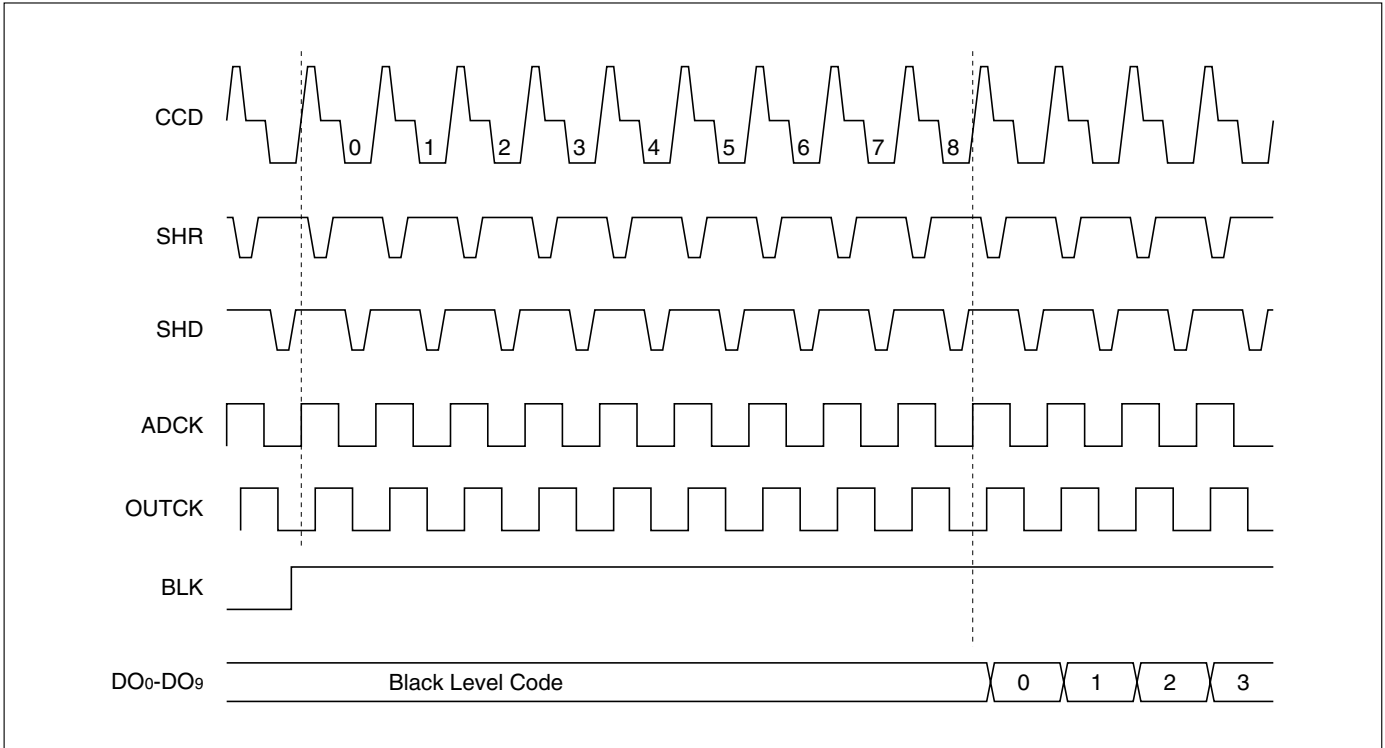 CCD
0 1 2 3 4 5 6 7 8
SHR
SHD
ADCK
OUTCK
BLK
DO0-DO9 Black Level Code 0 1 2 3